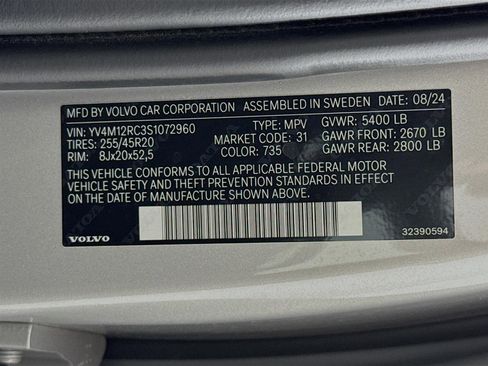 MFD BY VOLVO CAR CORPORATION ASSEMBLED IN SWEDEN DATE: 08/24
VIN: YV4M12RC3S1072960 TYPE: MPV GVWR: 5400 LB
TIRES: 255/45R20 MARKET CODE: 31 GAWR FRONT: 2670 LB
RIM: 8Jx20x52,5 COLOR: 735 GAWR REAR: 2800 LB
THIS VEHICLE CONFORMS TO ALL APPLICABLE FEDERAL MOTOR
VEHICLE SAFETY AND THEFT PREVENTION STANDARDS IN EFFECT
ON THE DATE OF MANUFACTURE SHOWN ABOVE.
VOLVO 32390594